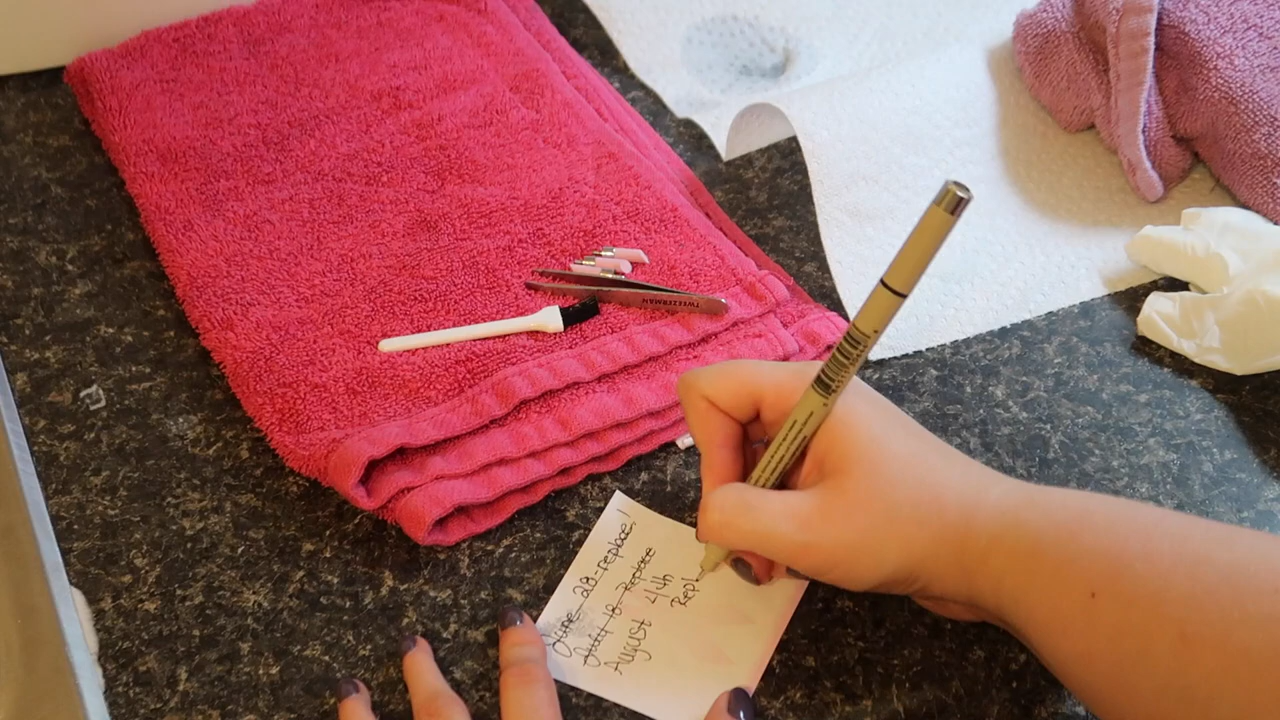 TWEEZERMAN
June 28-replace!
July 18-Replace
August 4th
Repl